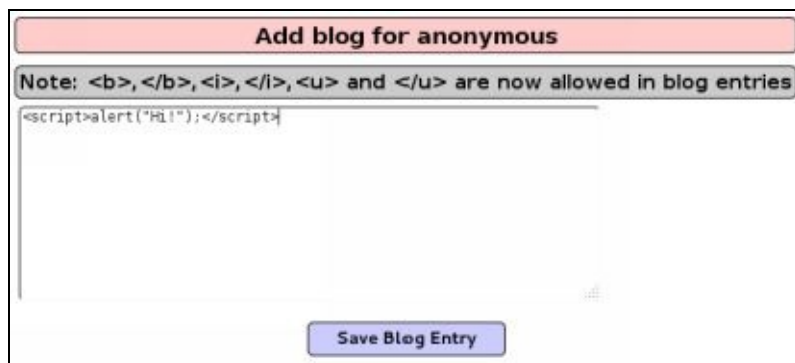 Add blog for anonymous
Note: <b>,</b>,<i>,</i>,<u> and </u> are now allowed in blog entries
<script>alert("Hi!");</script>
Save Blog Entry